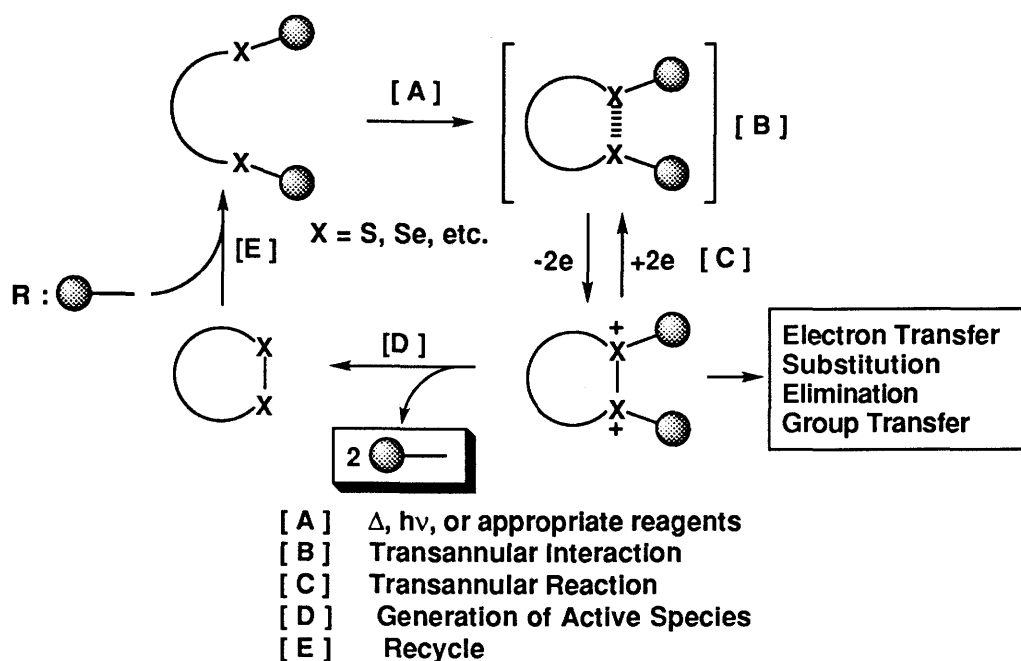 X
[ A ]
X
X
X
[ B ]
X = S, Se, etc.
[E ]
R :
-2e
+2e
[ C ]
X
X
[D ]
+
X
X
+
2
Electron Transfer
Substitution
Elimination
Group Transfer
[ A ] Δ, hν, or appropriate reagents
[ B ] Transannular Interaction
[ C ] Transannular Reaction
[ D ] Generation of Active Species
[ E ] Recycle